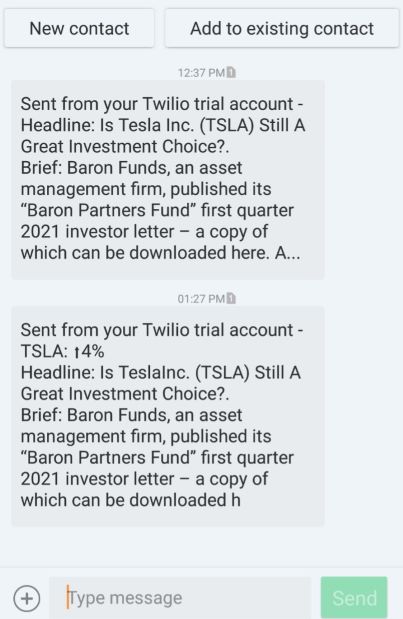 New contact
Add to existing contact
12:37 PM 1
Sent from your Twilio trial account -
Headline: Is Tesla Inc. (TSLA) Still A
Great Investment Choice?.
Brief: Baron Funds, an asset
management firm, published its
“Baron Partners Fund” first quarter
2021 investor letter – a copy of
which can be downloaded here. A...
01:27 PM 1
Sent from your Twilio trial account -
TSLA: ↑4%
Headline: Is TeslaInc. (TSLA) Still A
Great Investment Choice?.
Brief: Baron Funds, an asset
management firm, published its
“Baron Partners Fund” first quarter
2021 investor letter – a copy of
which can be downloaded h
Type message
Send